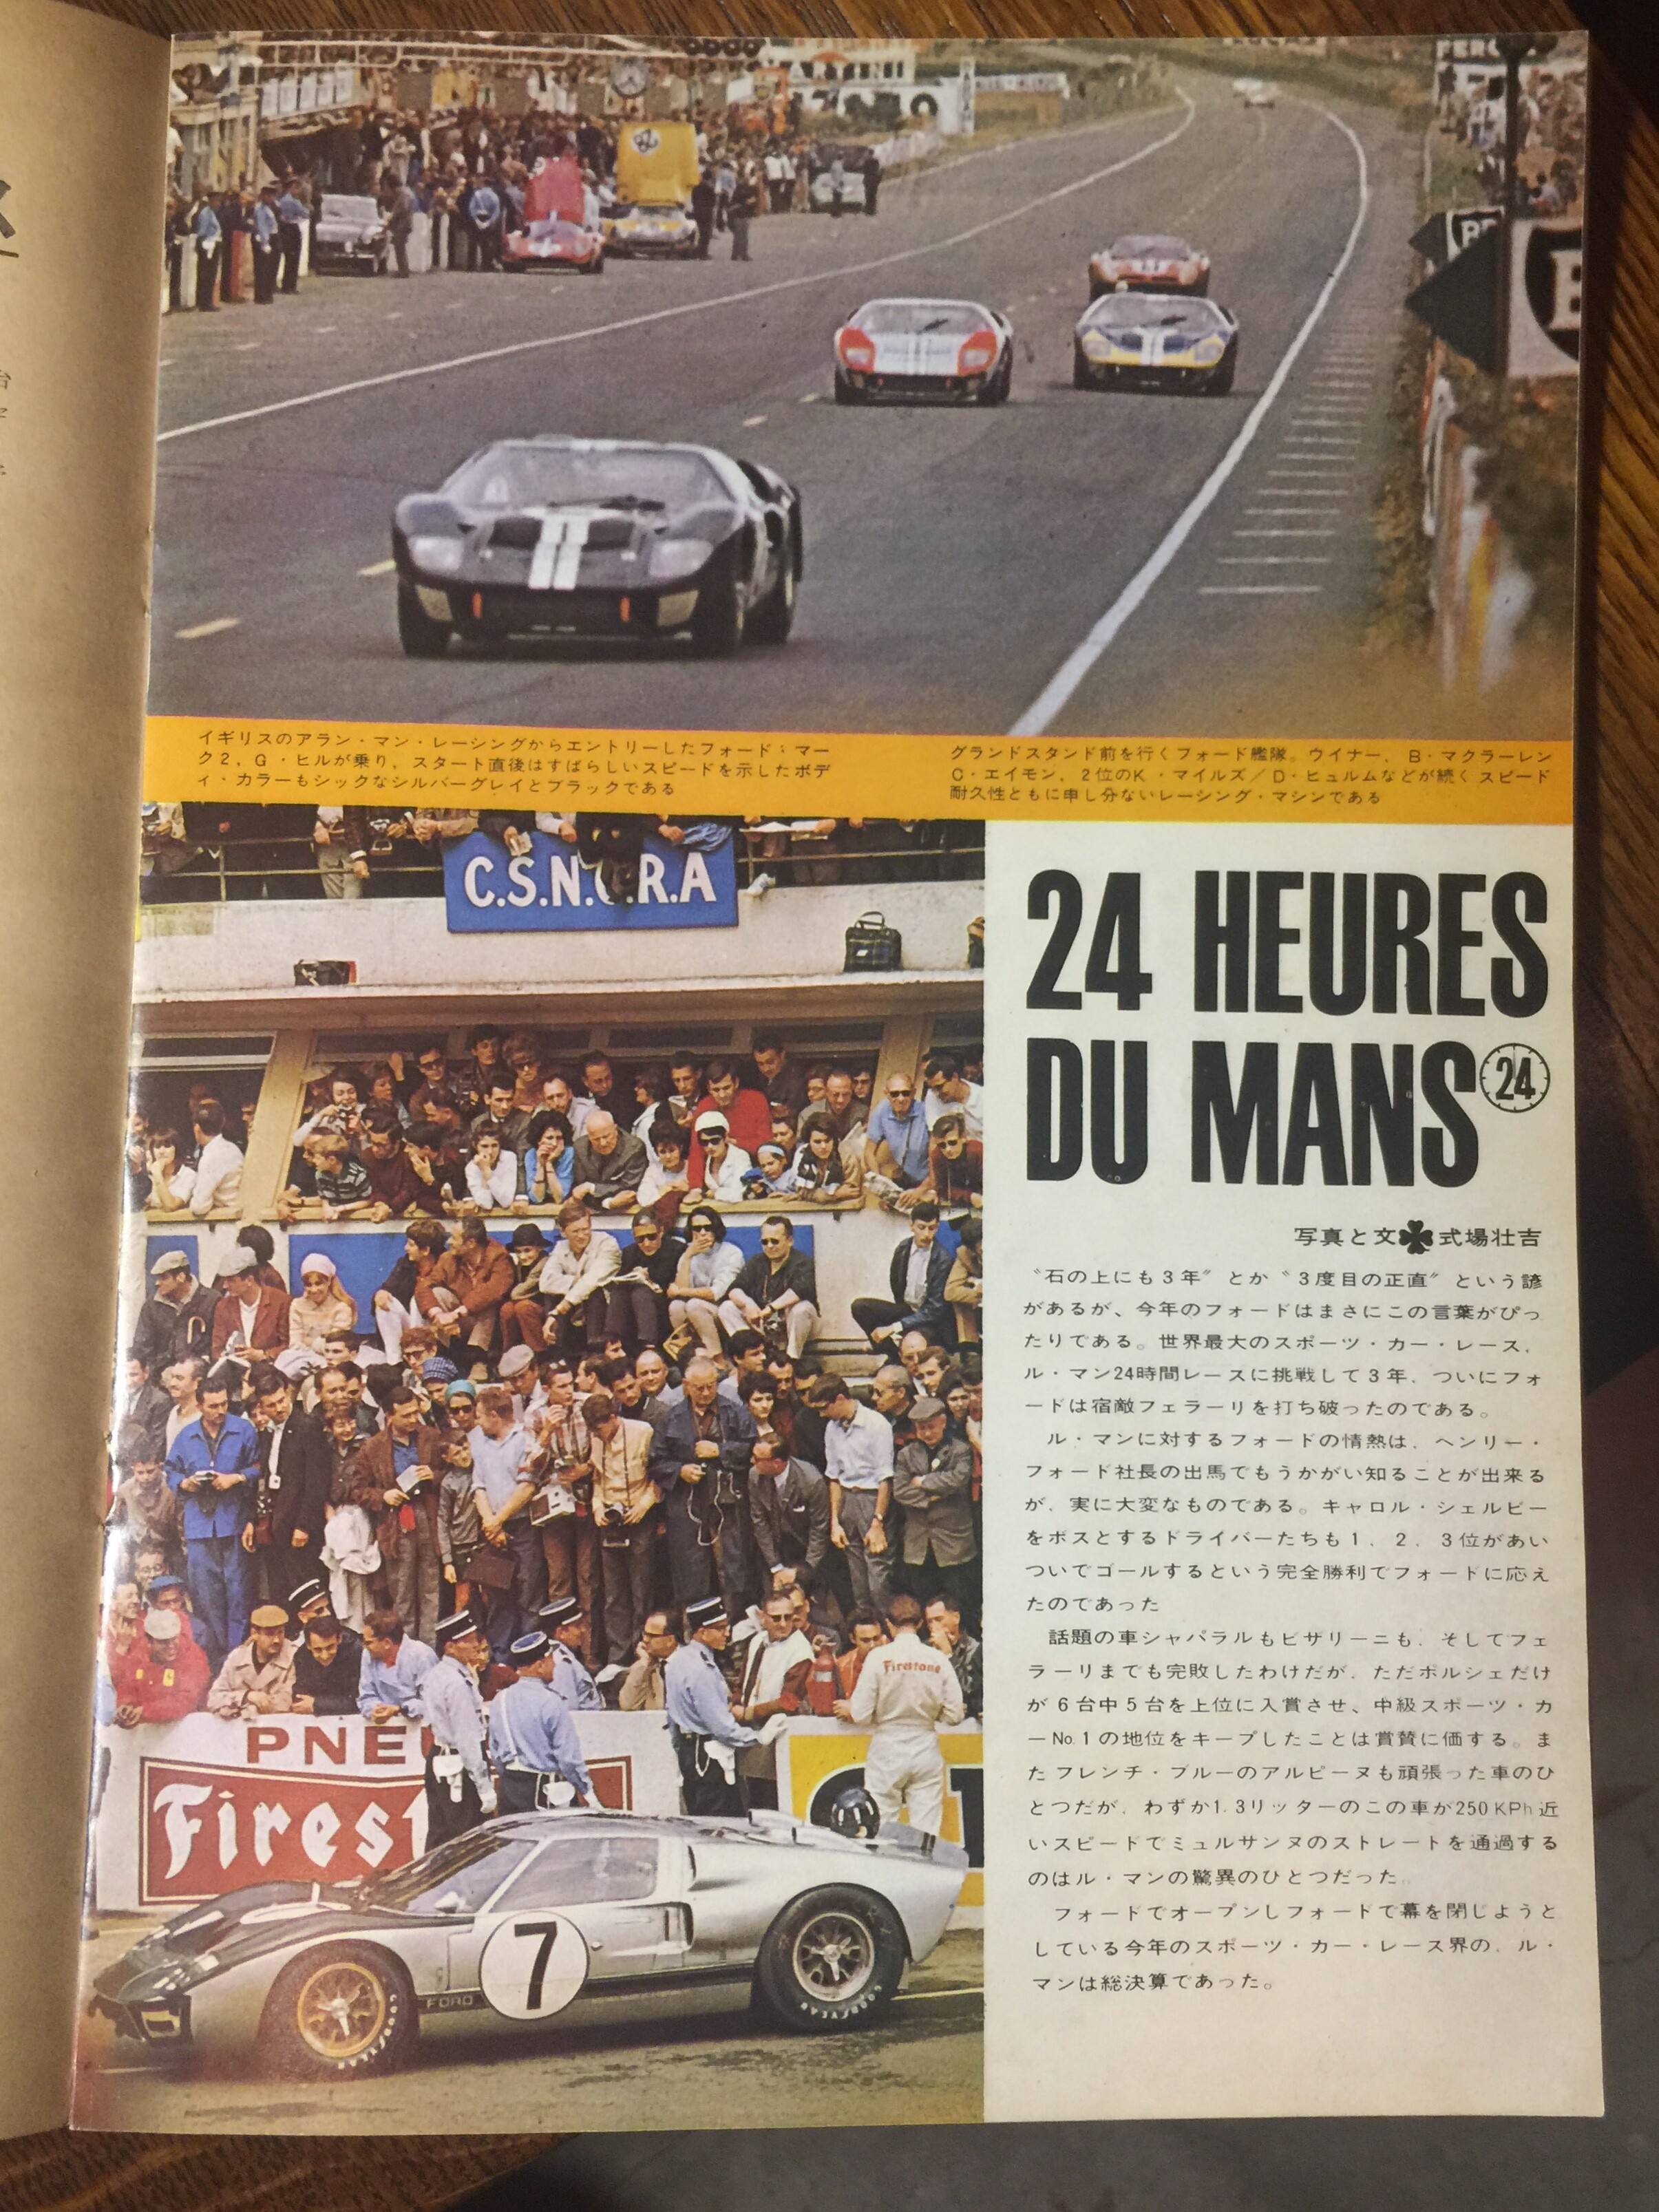 MARTINI
BP
イギリスのアラン・マン・レーシングからエントリーしたフォード：マー
ク2，G・ヒルが乗り，スタート直後はすばらしいスピードを示したボデ
ィ・カラーもシックなシルバーグレイとブラックである
グランドスタンド前を行くフォード艦隊。ウイナー，B・マクラーレン
C・エイモン，2位のK・マイルズ／D・ヒュルムなどが続く スピード
耐久性ともに申し分ないレーシング・マシンである
C.S.N. R.A
24 HEURES
DU MANS 24
写真と文♣式場壮吉
〝石の上にも3年〟とか〝3度目の正直〟という諺
があるが、今年のフォードはまさにこの言葉がぴっ
たりである。世界最大のスポーツ・カー・レース，
ル・マン24時間レースに挑戦して3年，ついにフォ
ードは宿敵フェラーリを打ち破ったのである。
ル・マンに対するフォードの情熱は，ヘンリー・
フォード社長の出馬でもうかがい知ることが出来る
が，実に大変なものである。キャロル・シェルビー
をボスとするドライバーたちも1，2，3位があい
ついでゴールするという完全勝利でフォードに応え
たのであった
話題の車シャパラルもビザリーニも，そしてフェ
ラーリまでも完敗したわけだが，ただポルシェだけ
が6台中5台を上位に入賞させ、中級スポーツ・カ
ーNo.1の地位をキープしたことは賞賛に価する。ま
たフレンチ・ブルーのアルピーヌも頑張った車のひ
とつだが，わずか1.3リッターのこの車が250KPh近
いスピードでミュルサンヌのストレートを通過する
のはル・マンの驚異のひとつだった。
フォードでオープンしフォードで幕を閉じようと
している今年のスポーツ・カー・レース界の，ル・
マンは総決算であった。
Firestone
PNEU
Firest
7
FORD
GOODYEAR
GOODYEAR